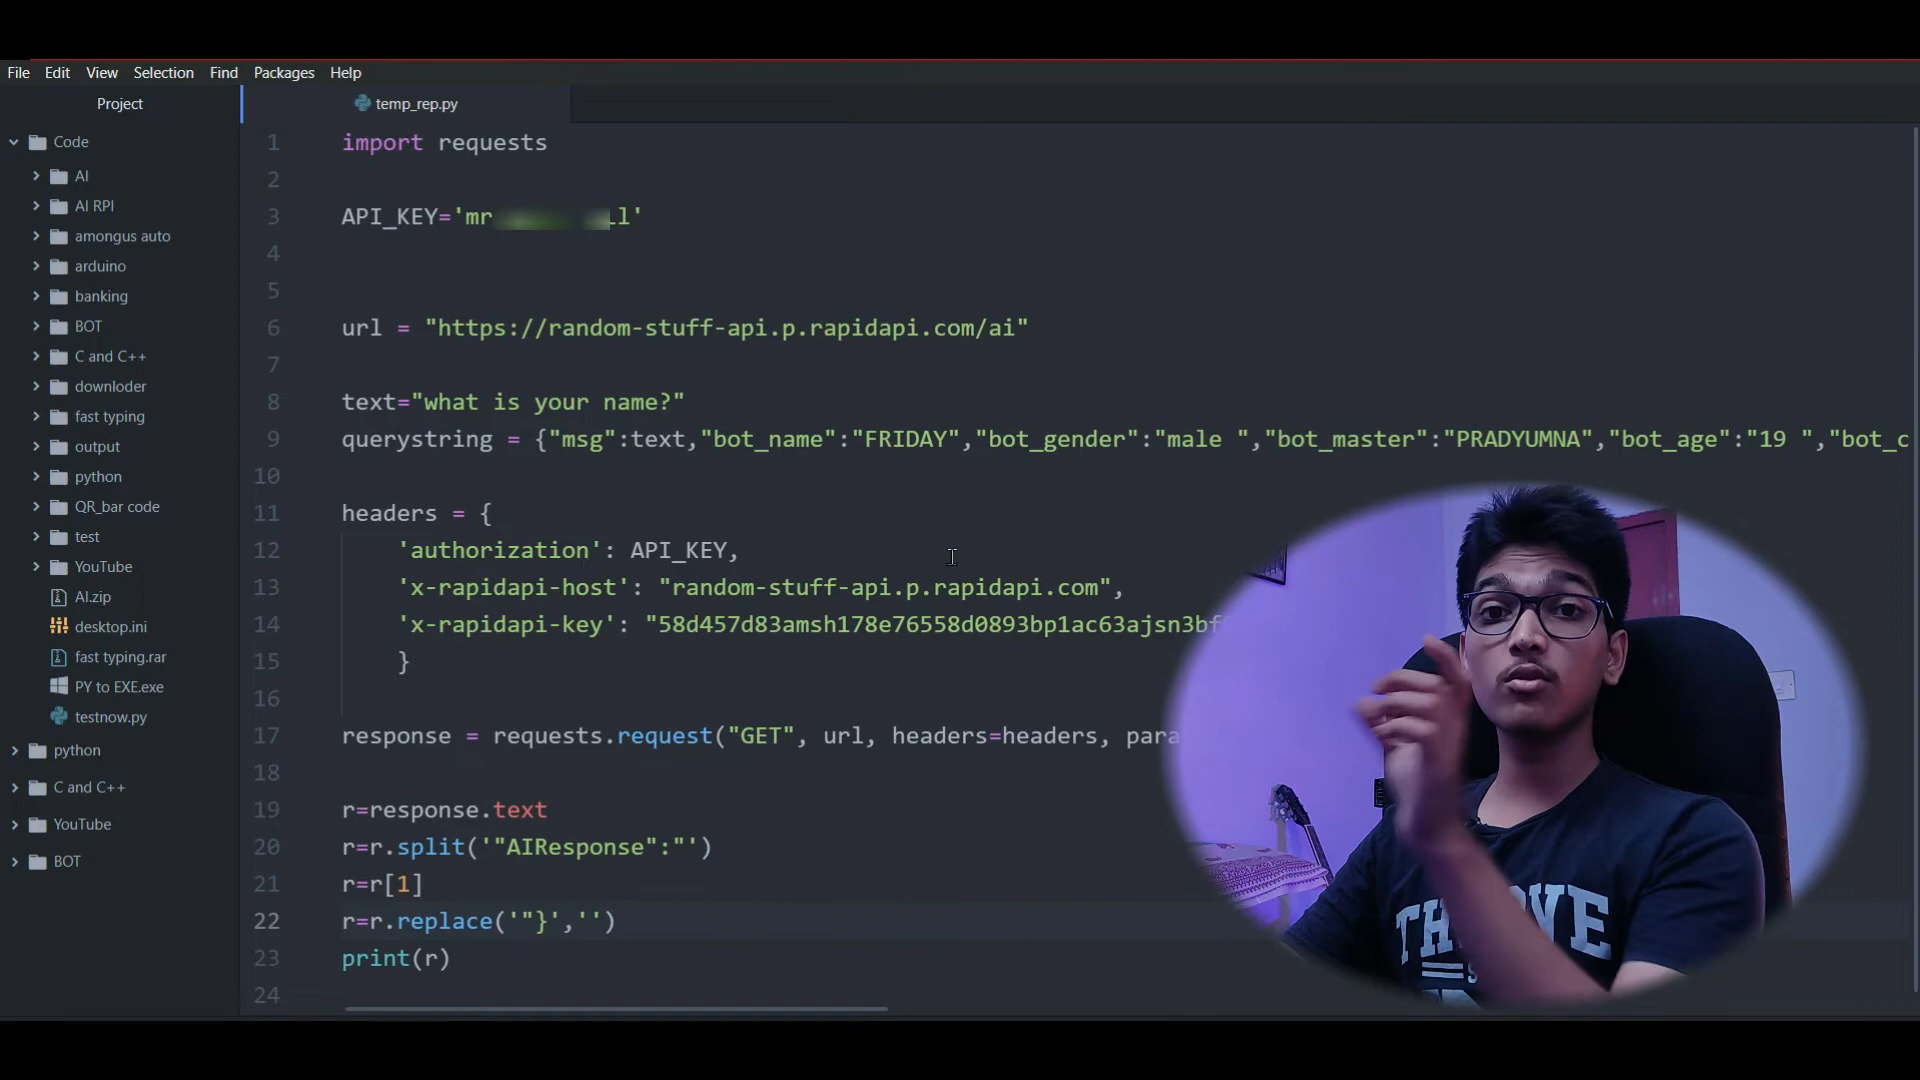 File Edit View Selection Find Packages Help
Project
temp_rep.py
Code
AI
AI RPI
amongus auto
arduino
banking
BOT
C and C++
downloder
fast typing
output
python
QR_bar code
test
YouTube
AI.zip
desktop.ini
fast typing.rar
PY to EXE.exe
testnow.py
python
C and C++
YouTube
BOT
1 import requests
2
3 API_KEY='mr ll'
4
5
6 url = "https://random-stuff-api.p.rapidapi.com/ai"
7
8 text="what is your name?"
9 querystring = {"msg":text,"bot_name":"FRIDAY","bot_gender":"male ","bot_master":"PRADYUMNA","bot_age":"19 ","bot_c
10
11 headers = {
12 'authorization': API_KEY,
13 'x-rapidapi-host': "random-stuff-api.p.rapidapi.com",
14 'x-rapidapi-key': "58d457d83amsh178e76558d0893bp1ac63ajsn3bf
15 }
16
17 response = requests.request("GET", url, headers=headers, para
18
19 r=response.text
20 r=r.split('"AIResponse":"')
21 r=r[1]
22 r=r.replace('"}','')
23 print(r)
24